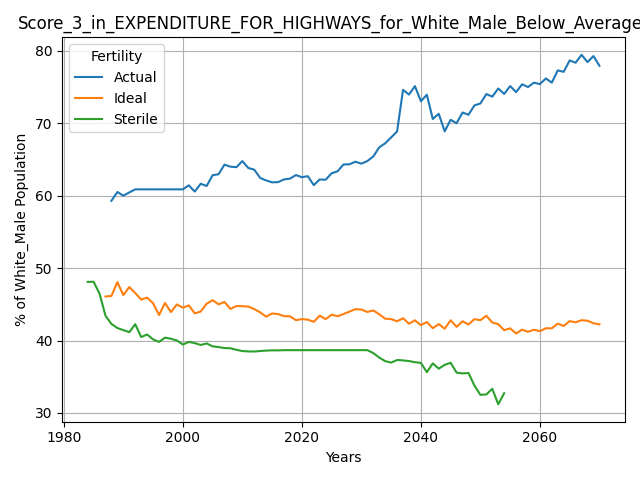 Score_3_in_EXPENDITURE_FOR_HIGHWAYS_for_White_Male_Below_Average
Fertility
Actual
Ideal
Sterile
% of White_Male Population
80
70
60
50
40
30
1980
2000
2020
2040
2060
Years